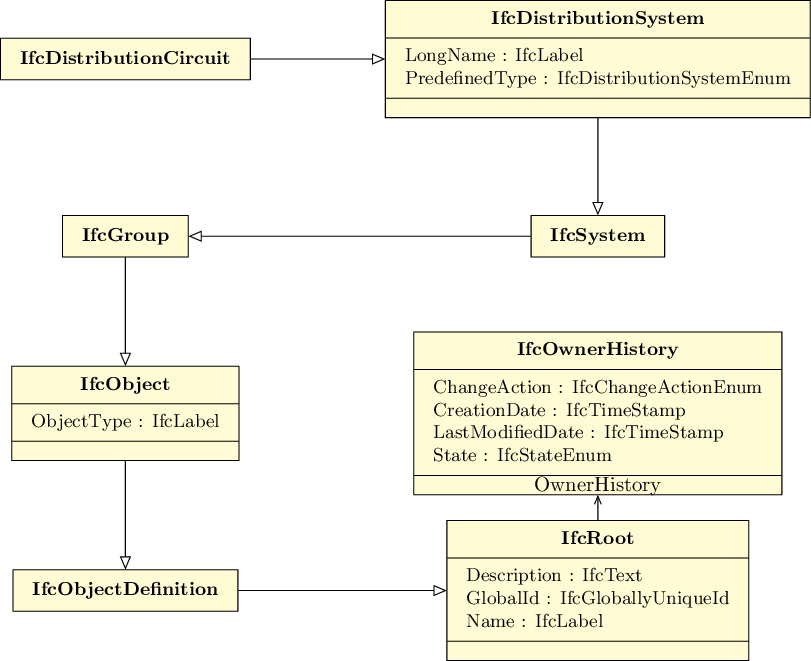 IfcDistributionSystem
LongName : IfcLabel
PredefinedType : IfcDistributionSystemEnum
IfcDistributionCircuit
IfcGroup
IfcSystem
IfcObject
ObjectType : IfcLabel
IfcOwnerHistory
ChangeAction : IfcChangeActionEnum
CreationDate : IfcTimeStamp
LastModifiedDate : IfcTimeStamp
State : IfcStateEnum
OwnerHistory
IfcObjectDefinition
IfcRoot
Description : IfcText
GlobalId : IfcGloballyUniqueId
Name : IfcLabel